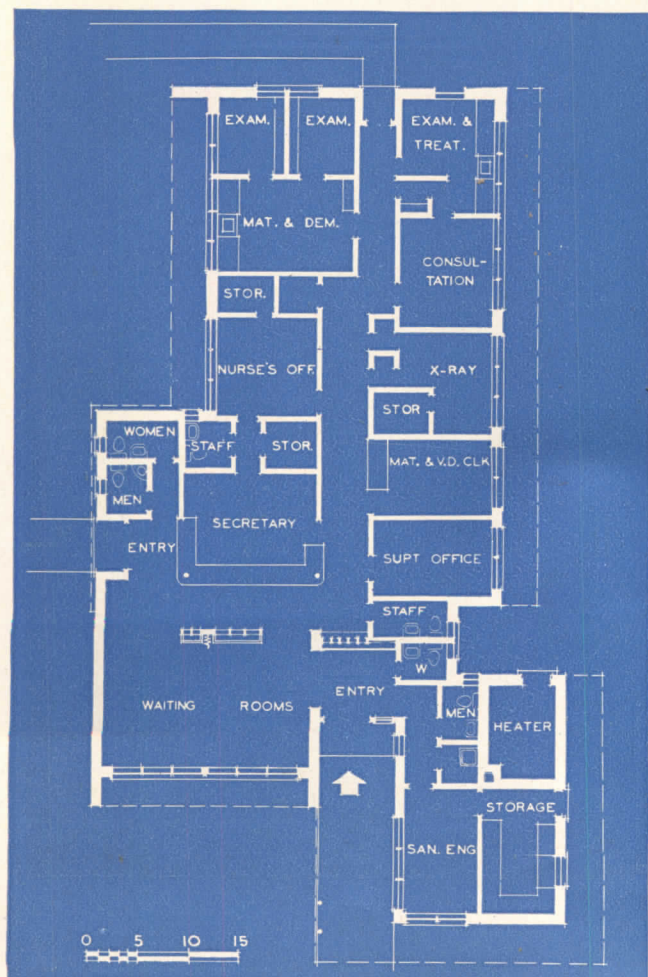 EXAM.
EXAM.
EXAM. &
TREAT.
MAT. & DEM.
CONSUL-
TATION
STOR.
NURSE'S OFF.
X-RAY
STOR
WOMEN
STAFF
STOR.
MAT. & V.D. CLK
MEN
SECRETARY
ENTRY
SUPT OFFICE
STAFF
W
ENTRY
WAITING ROOMS
MEN
HEATER
STORAGE
SAN. ENG
0 5 10 15